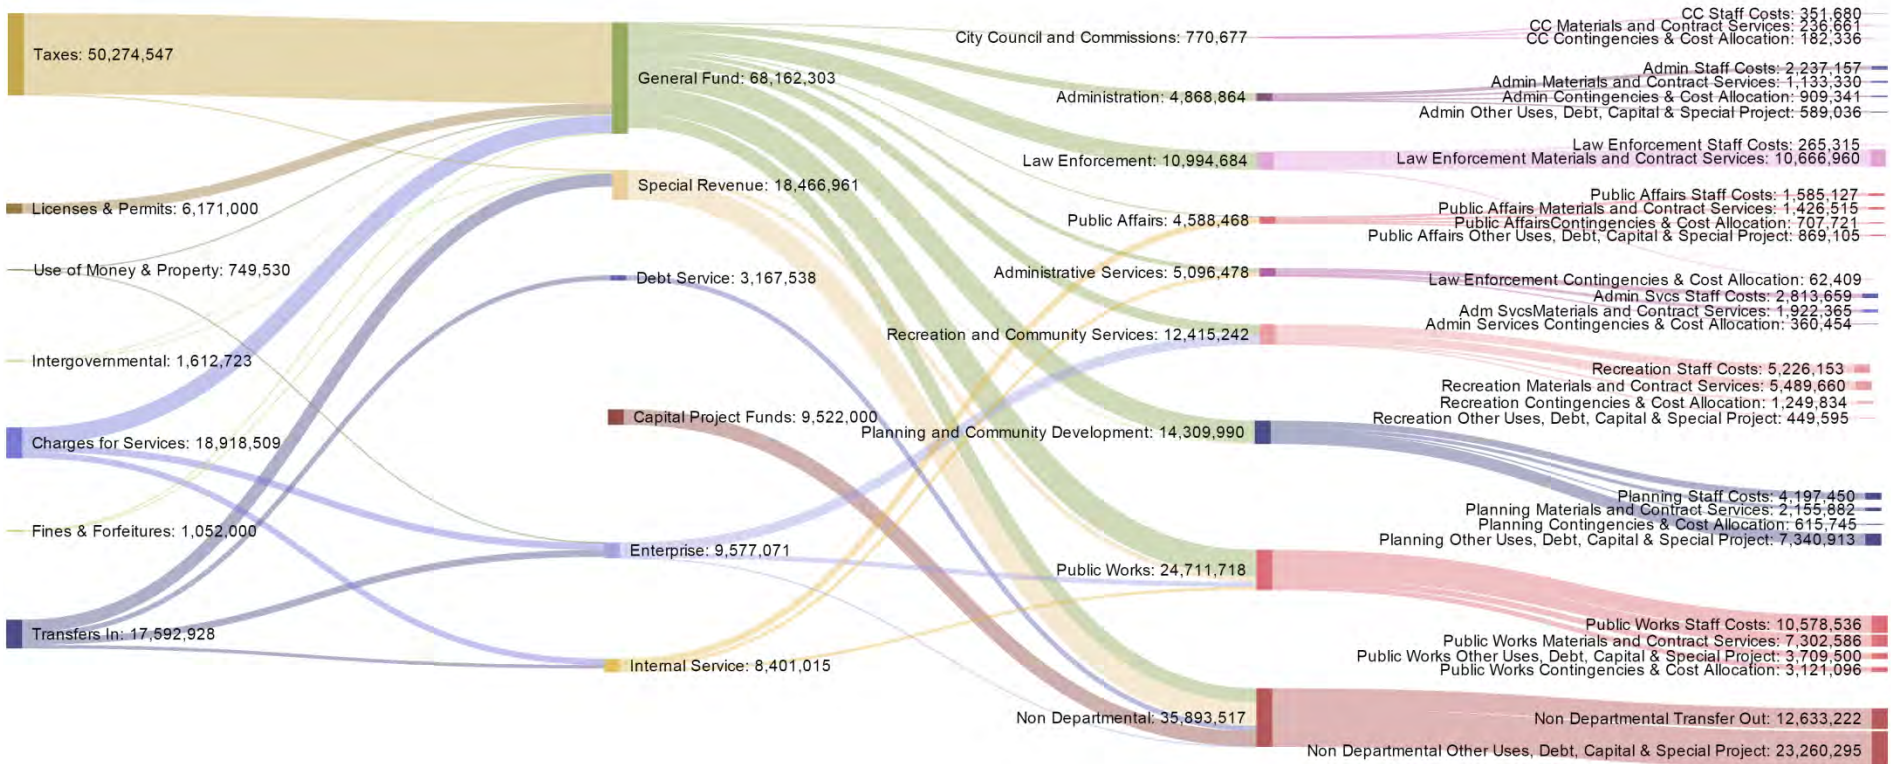 Taxes: 50,274,547
Licenses & Permits: 6,171,000
Use of Money & Property: 749,530
Intergovernmental: 1,612,723
Charges for Services: 18,918,509
Fines & Forfeitures: 1,052,000
Transfers In: 17,592,928
General Fund: 68,162,303
Special Revenue: 18,466,961
Debt Service: 3,167,538
Capital Project Funds: 9,522,000
Enterprise: 9,577,071
Internal Service: 8,401,015
City Council and Commissions: 770,677
Administration: 4,868,864
Law Enforcement: 10,994,684
Public Affairs: 4,588,468
Administrative Services: 5,096,478
Recreation and Community Services: 12,415,242
Planning and Community Development: 14,309,990
Public Works: 24,711,718
Non Departmental: 35,893,517
CC Staff Costs: 351,680
CC Materials and Contract Services: 236,661
CC Contingencies & Cost Allocation: 182,336
Admin Staff Costs: 2,237,157
Admin Materials and Contract Services: 1,133,330
Admin Contingencies & Cost Allocation: 909,341
Admin Other Uses, Debt, Capital & Special Project: 589,036
Law Enforcement Staff Costs: 265,315
Law Enforcement Materials and Contract Services: 10,666,960
Public Affairs Staff Costs: 1,585,127
Public Affairs Materials and Contract Services: 1,426,515
Public AffairsContingencies & Cost Allocation: 707,721
Public Affairs Other Uses, Debt, Capital & Special Project: 869,105
Law Enforcement Contingencies & Cost Allocation: 62,409
Admin Svcs Staff Costs: 2,813,659
Adm SvcsMaterials and Contract Services: 1,922,365
Admin Services Contingencies & Cost Allocation: 360,454
Recreation Staff Costs: 5,226,153
Recreation Materials and Contract Services: 5,489,660
Recreation Contingencies & Cost Allocation: 1,249,834
Recreation Other Uses, Debt, Capital & Special Project: 449,595
Planning Staff Costs: 4,197,450
Planning Materials and Contract Services: 2,155,882
Planning Contingencies & Cost Allocation: 615,745
Planning Other Uses, Debt, Capital & Special Project: 7,340,913
Public Works Staff Costs: 10,578,536
Public Works Materials and Contract Services: 7,302,586
Public Works Other Uses, Debt, Capital & Special Project: 3,709,500
Public Works Contingencies & Cost Allocation: 3,121,096
Non Departmental Transfer Out: 12,633,222
Non Departmental Other Uses, Debt, Capital & Special Project: 23,260,295